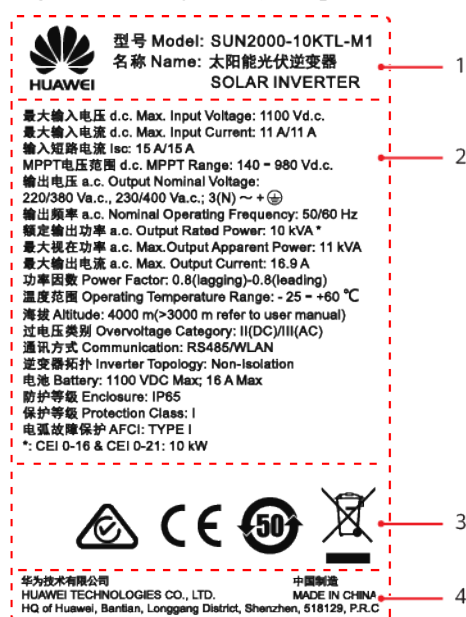 型号 Model: SUN2000-10KTL-M1
名称 Name: 太阳能光伏逆变器
SOLAR INVERTER
HUAWEI
1
最大输入电压 d.c. Max. Input Voltage: 1100 Vd.c.
最大输入电流 d.c. Max. Input Current: 11 A/11 A
输入短路电流 Isc: 15 A/15 A
MPPT电压范围 d.c. MPPT Range: 140 - 980 Vd.c.
输出电压 a.c. Output Nominal Voltage:
220/380 Va.c., 230/400 Va.c.; 3(N) ~ + ⏚
输出频率 a.c. Nominal Operating Frequency: 50/60 Hz
额定输出功率 a.c. Output Rated Power: 10 kVA *
最大视在功率 a.c. Max.Output Apparent Power: 11 kVA
最大输出电流 a.c. Max. Output Current: 16.9 A
功率因数 Power Factor: 0.8(lagging)-0.8(leading)
温度范围 Operating Temperature Range: - 25 - +60 ℃
海拔 Altitude: 4000 m(>3000 m refer to user manual)
过电压类别 Overvoltage Category: II(DC)/III(AC)
通讯方式 Communication: RS485/WLAN
逆变器拓扑 Inverter Topology: Non-isolation
电池 Battery: 1100 VDC Max; 16 A Max
防护等级 Enclosure: IP65
保护等级 Protection Class: I
电弧故障保护 AFCI: TYPE I
*: CEI 0-16 & CEI 0-21: 10 kW
2
CE
50
3
华为技术有限公司 中国制造
HUAWEI TECHNOLOGIES CO., LTD. MADE IN CHINA
HQ of Huawei, Bantian, Longgang District, Shenzhen, 518129, P.R.C
4